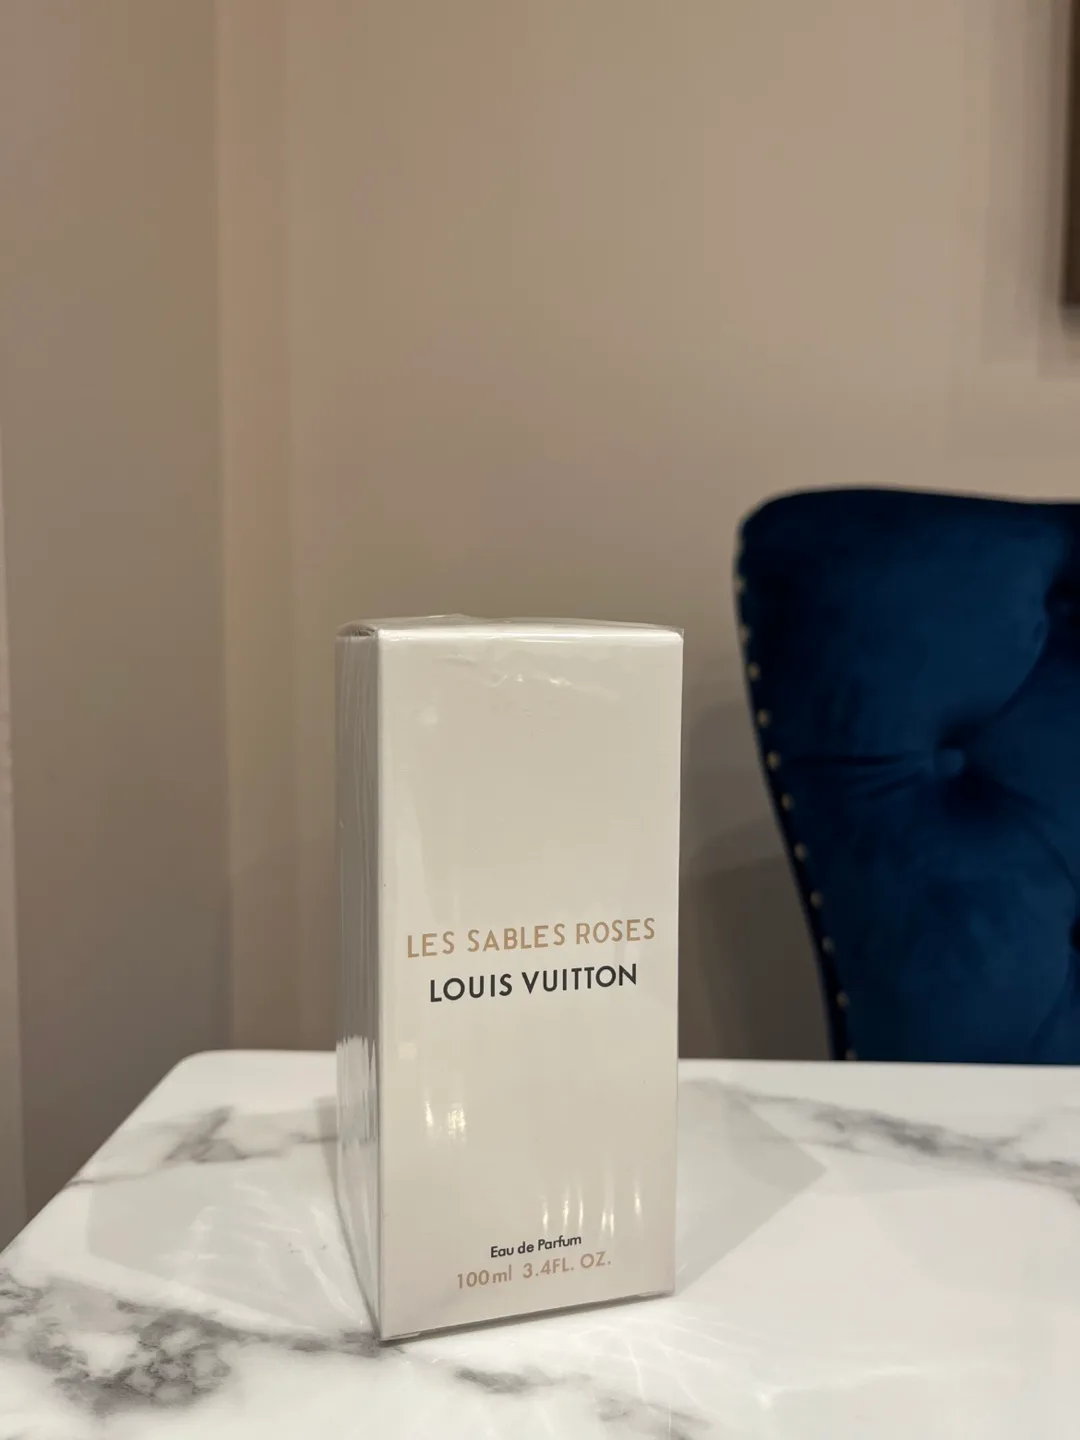 LES SABLES ROSES
LOUIS VUITTON
Eau de Parfum
100ml 3.4FL. OZ.